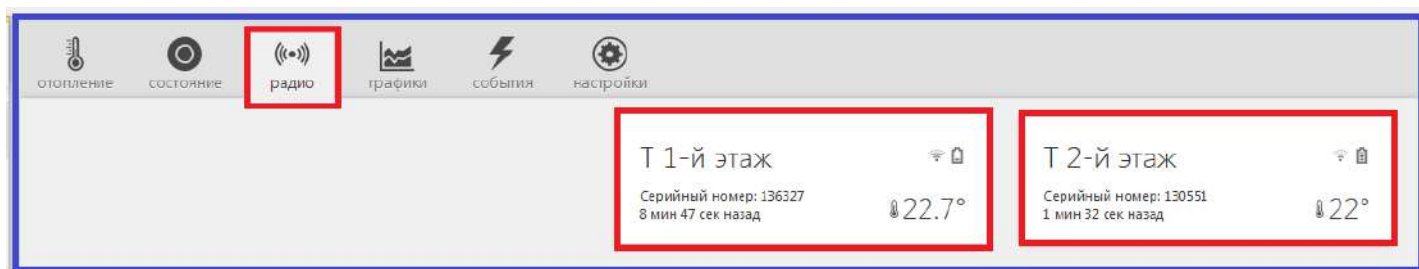 отопление состояние радио графики события настройки
Т 1-й этаж
Серийный номер: 136327
8 мин 47 сек назад
22.7°
Т 2-й этаж
Серийный номер: 130551
1 мин 32 сек назад
22°